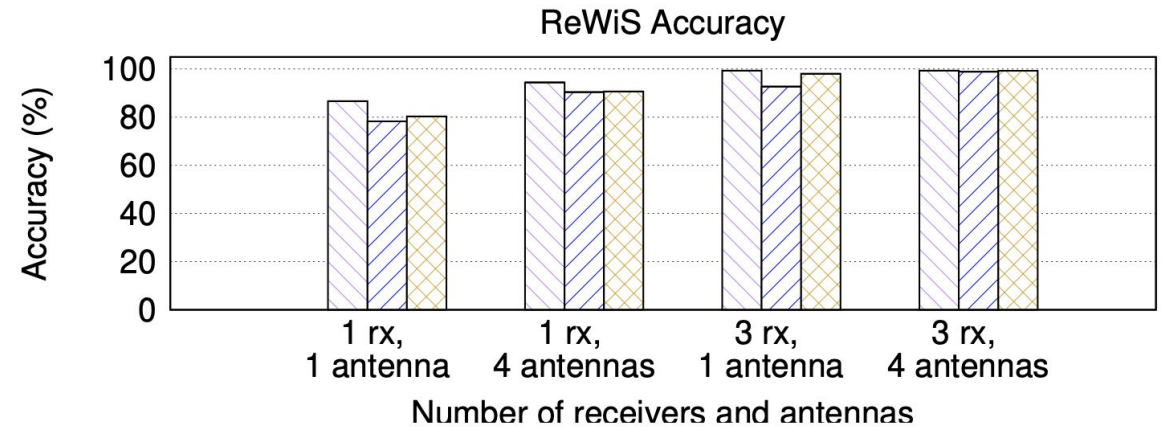 ReWiS Accuracy
Accuracy (%)
100
80
60
40
20
0
1 rx, 1 rx, 3 rx, 3 rx,
1 antenna 4 antennas 1 antenna 4 antennas
Number of receivers and antennas